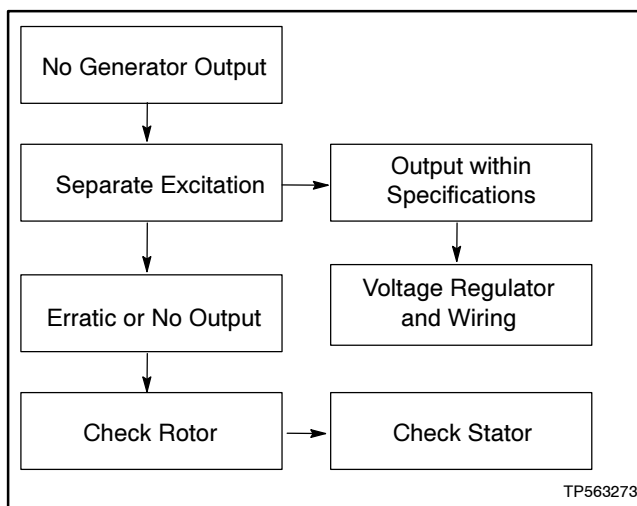 No Generator Output
Separate Excitation
Output within
Specifications
Erratic or No Output
Voltage Regulator
and Wiring
Check Rotor
Check Stator
TP563273